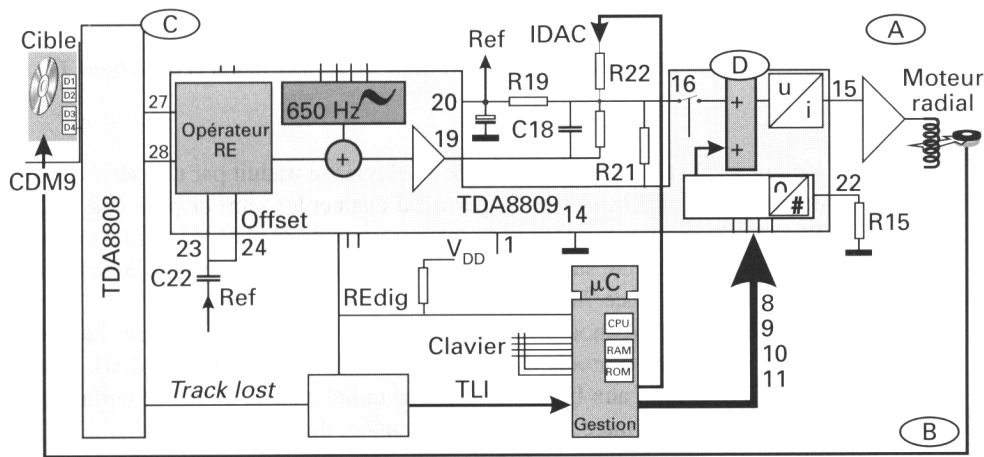 C
A
Cible
D1
D2
D3
D4
CDM9
TDA8808
27
28
Opérateur
RE
650 Hz
Offset
23
24
C22
Ref
20
19
Ref
IDAC
R19
R22
C18
R21
TDA8809
14
1
16
D
u
i
15
Moteur
radial
22
R15
#
VDD
REdig
µC
CPU
RAM
ROM
Gestion
Clavier
8
9
10
11
Track lost
TLI
B